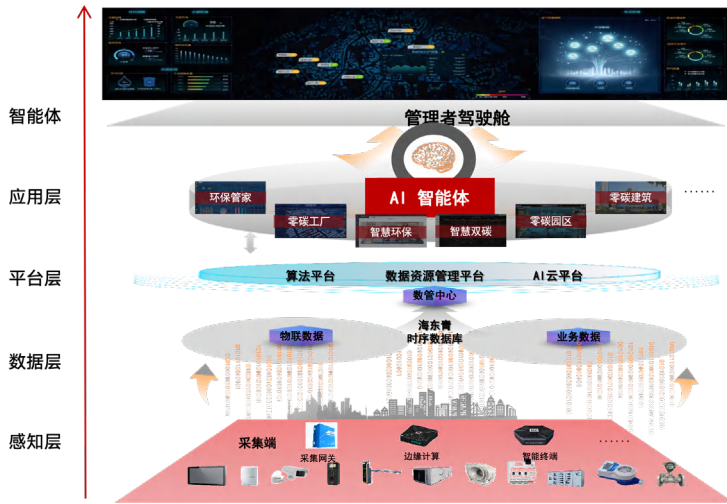 智能体
管理者驾驶舱
应用层
环保管家
零碳工厂
智慧环保
AI 智能体
智慧双碳
零碳园区
零碳建筑
······
平台层
算法平台
数据资源管理平台
AI云平台
数管中心
数据层
物联数据
海东青
时序数据库
业务数据
感知层
采集端
采集网关
边缘计算
智能终端
······